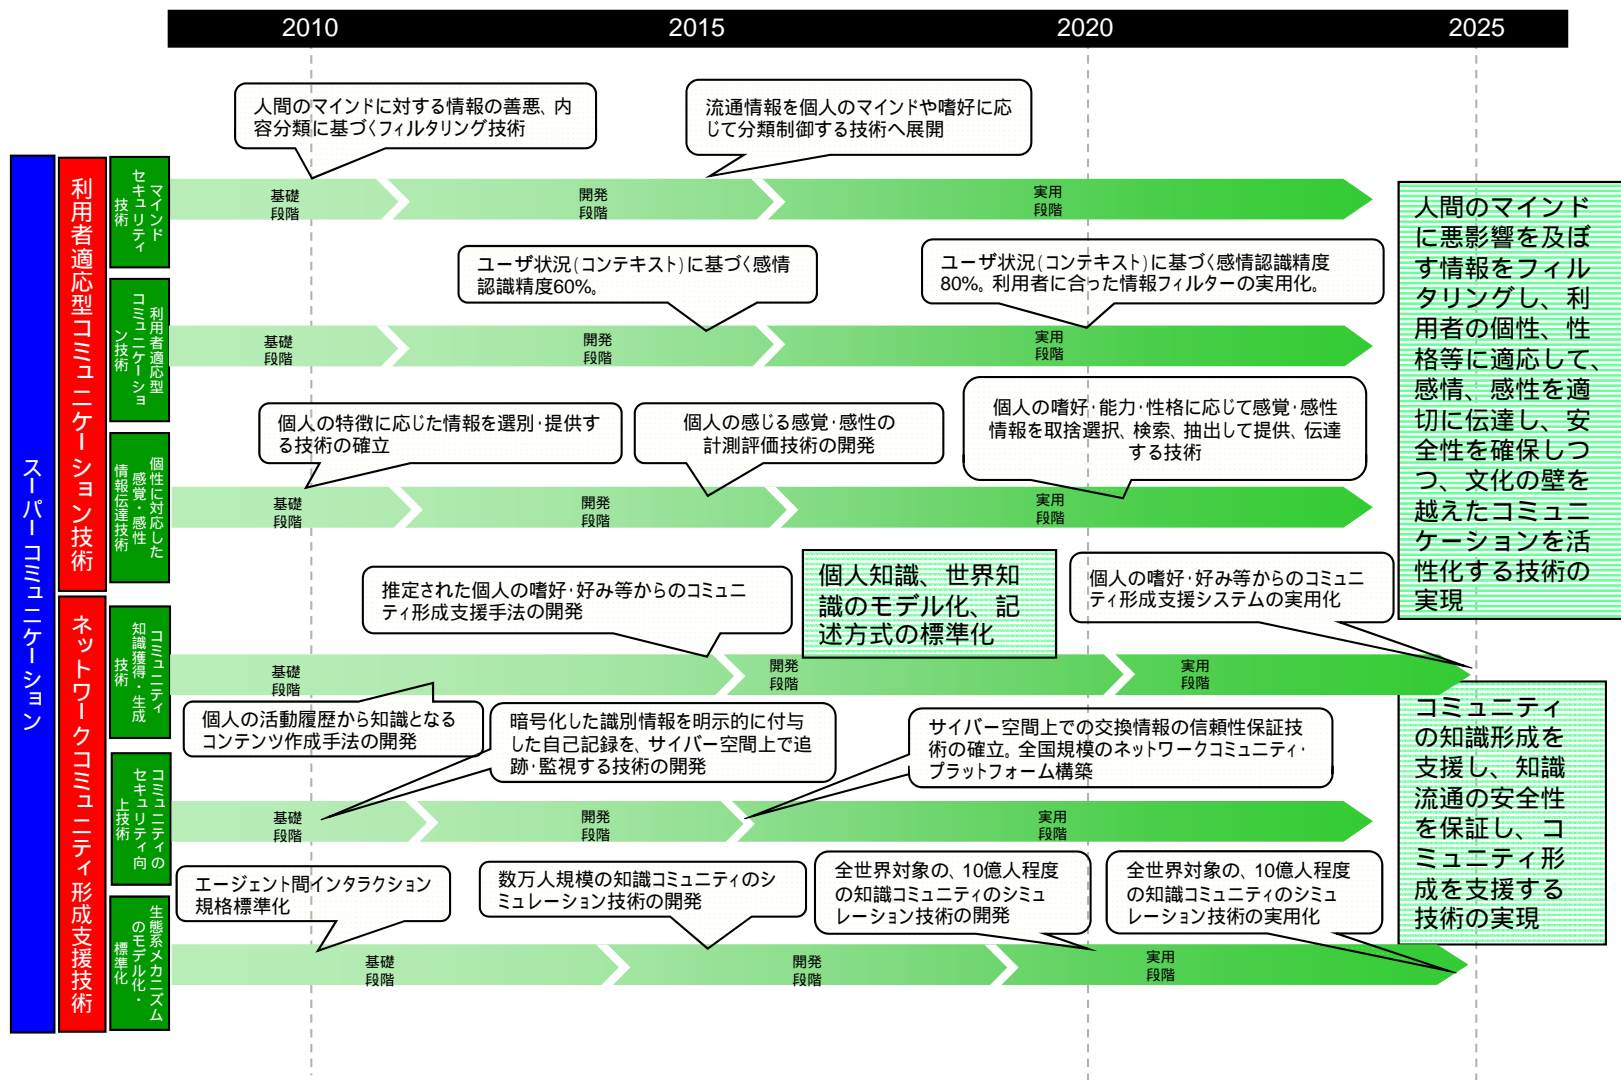 2010
2015
2020
2025
スーパーコミュニケーション
利用者適応型コミュニケーション技術
ネットワークコミュニティ形成支援技術
人間のマインドに対する情報の善悪、内
容分類に基づくフィルタリング技術
流通情報を個人のマインドや嗜好に応
じて分類制御する技術へ展開
マインド
セキュリティ
技術
基礎
段階
開発
段階
実用
段階
ユーザ状況(コンテキスト)に基づく感情
認識精度60%。
ユーザ状況(コンテキスト)に基づく感情認識精度
80%。利用者に合った情報フィルターの実用化。
利用者適応型
コミュニケーショ
ン技術
基礎
段階
開発
段階
実用
段階
個人の特徴に応じた情報を選別・提供す
る技術の確立
個人の感じる感覚・感性の
計測評価技術の開発
個人の嗜好・能力・性格に応じて感覚・感性
情報を取捨選択、検索、抽出して提供、伝達
する技術
個性に対応した
感覚・感性
情報伝達技術
基礎
段階
開発
段階
実用
段階
人間のマインド
に悪影響を及ぼ
す情報をフィル
タリングし、利
用者の個性、性
格等に適応して、
感情、感性を適
切に伝達し、安
全性を確保しつ
つ、文化の壁を
越えたコミュニ
ケーションを活
性化する技術の
実現
推定された個人の嗜好・好み等からのコミュニ
ティ形成支援手法の開発
個人知識、世界知
識のモデル化、記
述方式の標準化
個人の嗜好・好み等からのコミュニ
ティ形成支援システムの実用化
コミュニティ
知識獲得・生成
技術
基礎
段階
開発
段階
実用
段階
個人の活動履歴から知識となる
コンテンツ作成手法の開発
暗号化した識別情報を明示的に付与
した自己記録を、サイバー空間上で追
跡・監視する技術の開発
サイバー空間上での交換情報の信頼性保証技
術の確立。全国規模のネットワークコミュニティ・
プラットフォーム構築
コミュニティの
セキュリティ向
上技術
基礎
段階
開発
段階
実用
段階
エージェント間インタラクション
規格標準化
数万人規模の知識コミュニティのシ
ミュレーション技術の開発
全世界対象の、10億人程度
の知識コミュニティのシミュ
レーション技術の開発
全世界対象の、10億人程度
の知識コミュニティのシミュ
レーション技術の実用化
生態系メカニズム
のモデル化・
標準化
基礎
段階
開発
段階
実用
段階
コミュニティ
の知識形成を
支援し、知識
流通の安全性
を保証し、コ
ミュニティ形
成を支援する
技術の実現